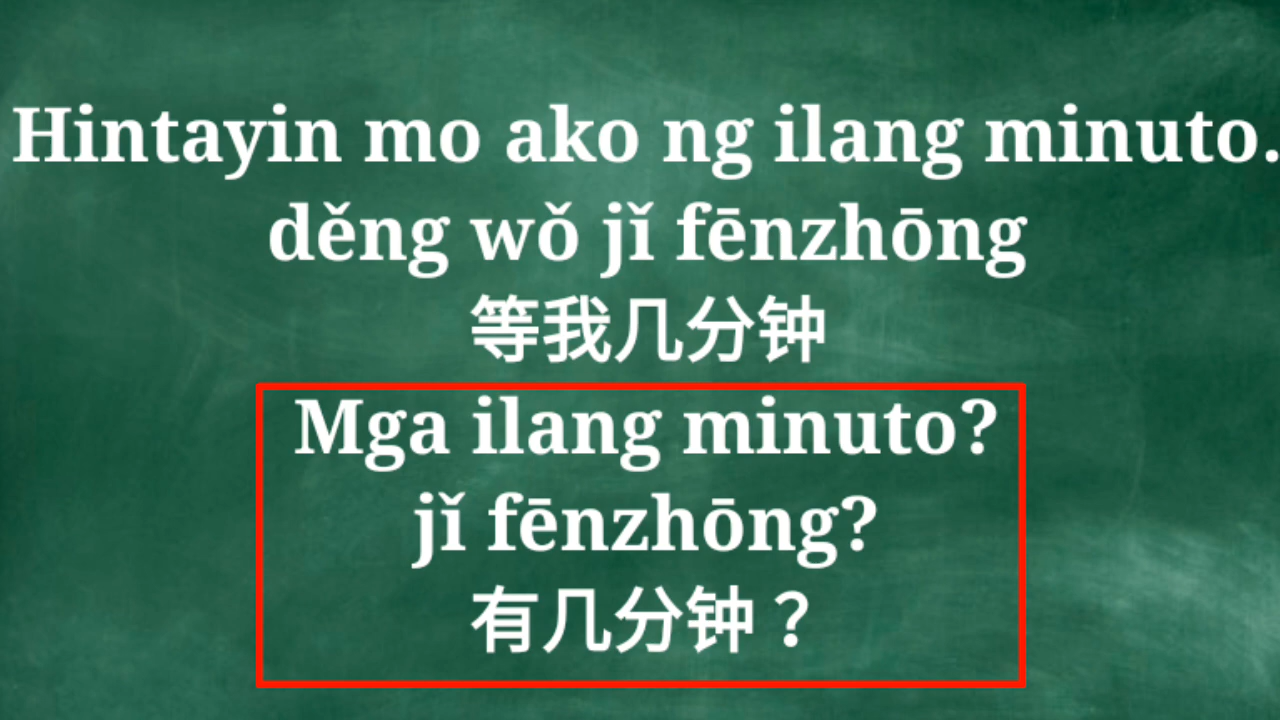 Hintayin mo ako ng ilang minuto.
děng wǒ jǐ fēnzhōng
等我几分钟
Mga ilang minuto?
jǐ fēnzhōng?
有几分钟？